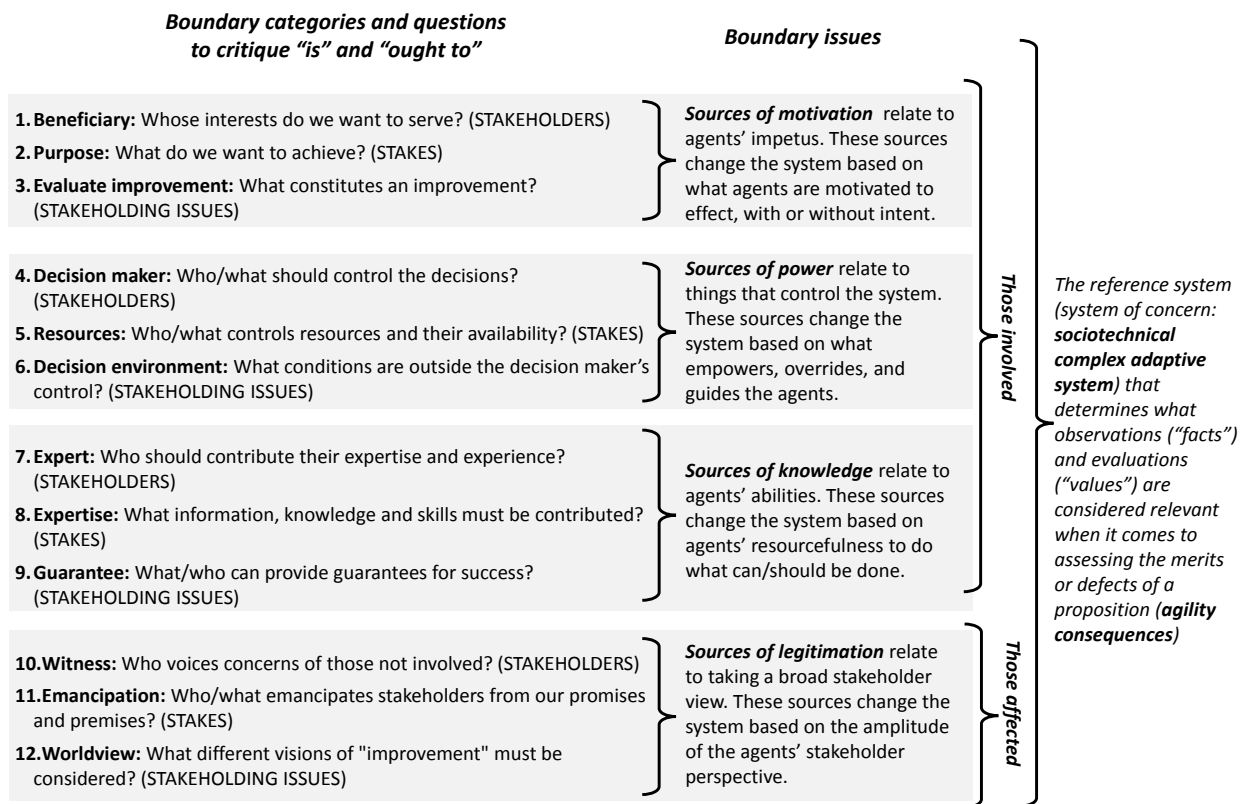 Boundary categories and questions
to critique “is” and “ought to”
Boundary issues
1. Beneficiary: Whose interests do we want to serve? (STAKEHOLDERS)
2. Purpose: What do we want to achieve? (STAKES)
3. Evaluate improvement: What constitutes an improvement?
(STAKEHOLDING ISSUES)
Sources of motivation relate to
agents’ impetus. These sources
change the system based on
what agents are motivated to
effect, with or without intent.
4. Decision maker: Who/what should control the decisions?
(STAKEHOLDERS)
5. Resources: Who/what controls resources and their availability? (STAKES)
6. Decision environment: What conditions are outside the decision maker’s
control? (STAKEHOLDING ISSUES)
Sources of power relate to
things that control the system.
These sources change the
system based on what
empowers, overrides, and
guides the agents.
7. Expert: Who should contribute their expertise and experience?
(STAKEHOLDERS)
8. Expertise: What information, knowledge and skills must be contributed?
(STAKES)
9. Guarantee: What/who can provide guarantees for success?
(STAKEHOLDING ISSUES)
Sources of knowledge relate to
agents’ abilities. These sources
change the system based on
agents’ resourcefulness to do
what can/should be done.
10. Witness: Who voices concerns of those not involved? (STAKEHOLDERS)
11. Emancipation: Who/what emancipates stakeholders from our promises
and premises? (STAKES)
12. Worldview: What different visions of "improvement" must be
considered? (STAKEHOLDING ISSUES)
Sources of legitimation relate
to taking a broad stakeholder
view. These sources change the
system based on the amplitude
of the agents’ stakeholder
perspective.
Those involved
Those affected
The reference system
(system of concern:
sociotechnical
complex adaptive
system) that
determines what
observations (“facts”)
and evaluations
(“values”) are
considered relevant
when it comes to
assessing the merits
or defects of a
proposition (agility
consequences)